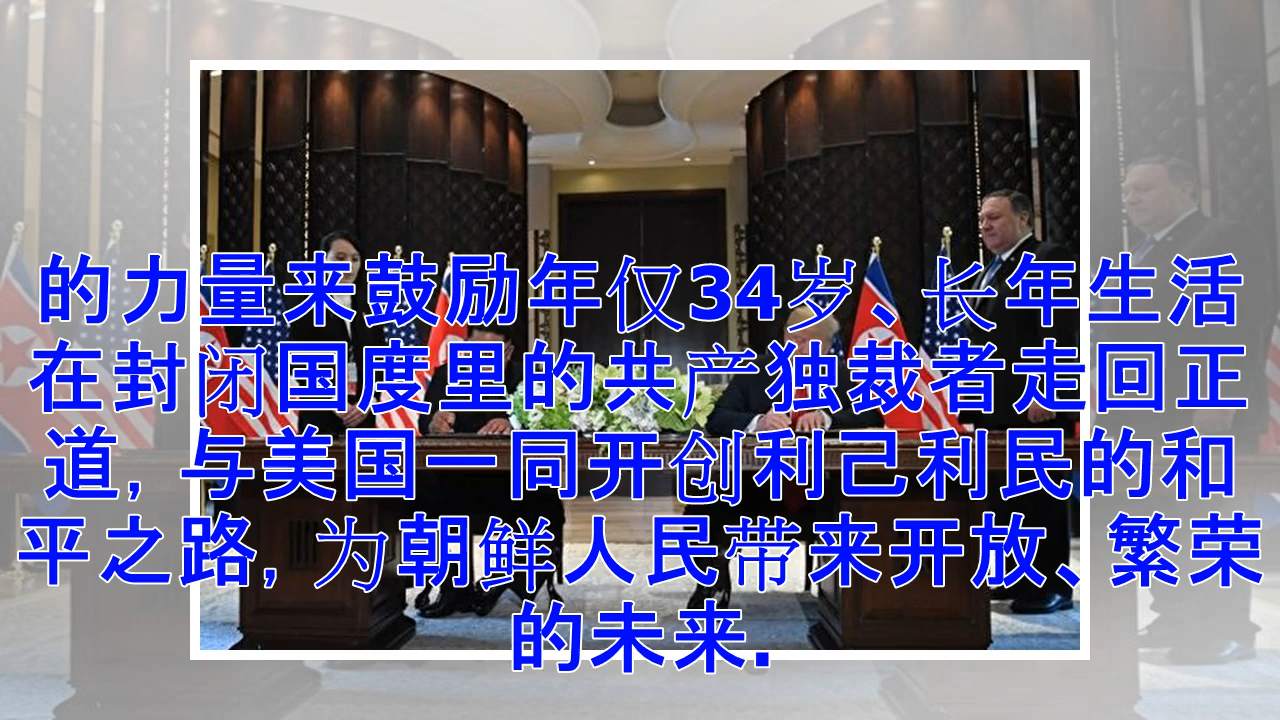 的力量来鼓励年仅34岁、长年生活
在封闭国度里的共产独裁者走回正
道, 与美国一同开创利己利民的和
平之路, 为朝鲜人民带来开放、繁荣
的未来.